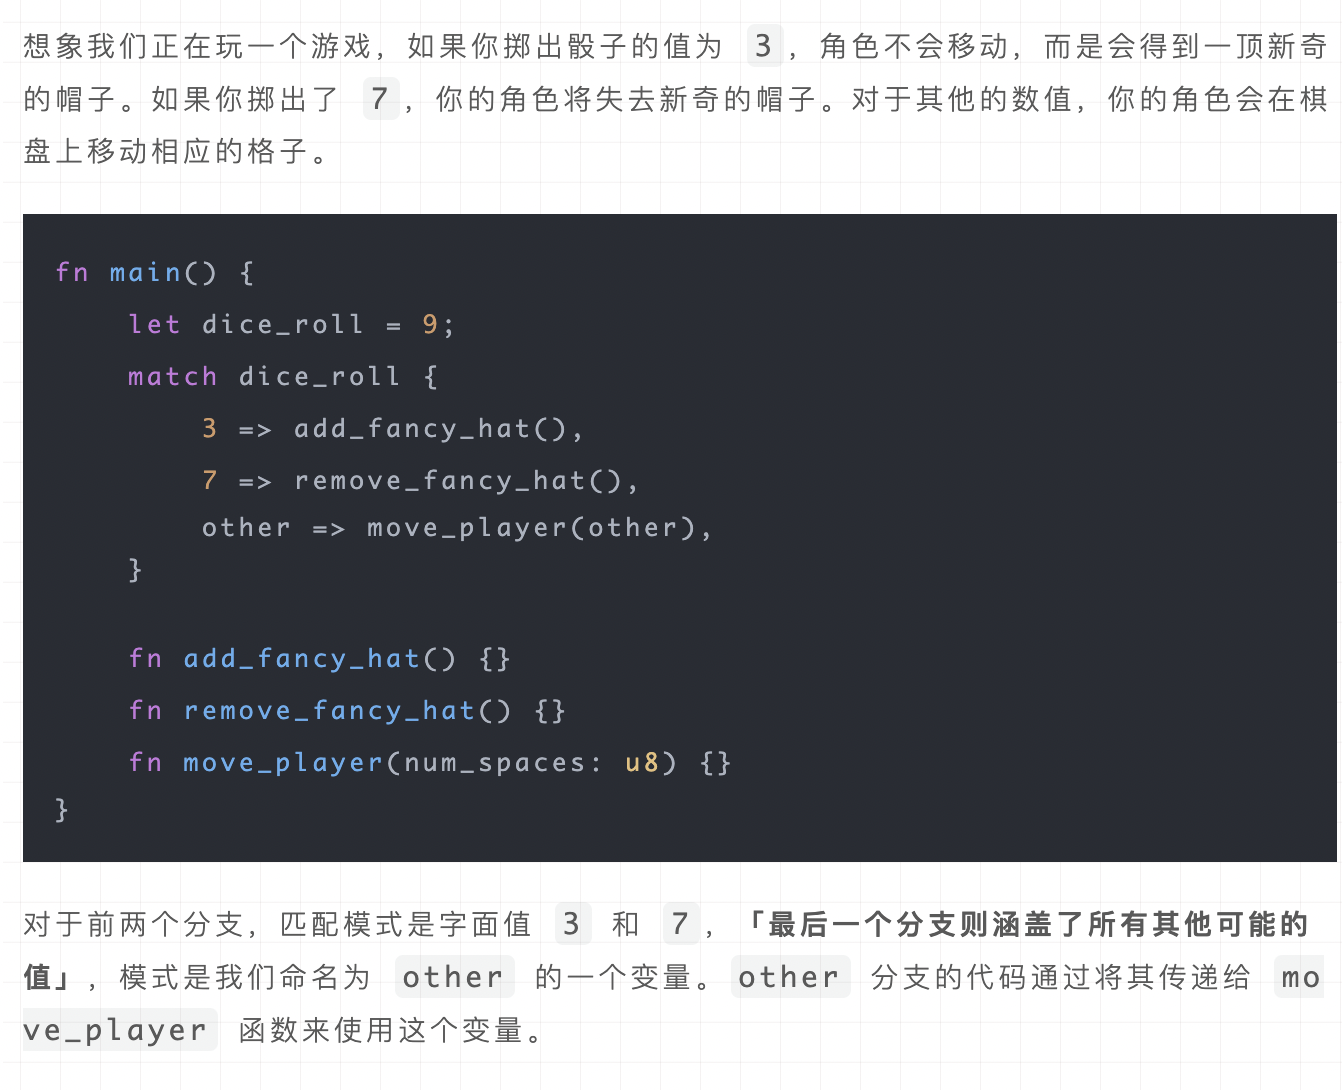 想象我们正在玩一个游戏，如果你掷出骰子的值为 3，角色不会移动，而是会得到一顶新奇
的帽子。如果你掷出了 7，你的角色将失去新奇的帽子。对于其他的数值，你的角色会在棋
盘上移动相应的格子。
fn main() {
    let dice_roll = 9;
    match dice_roll {
        3 => add_fancy_hat(),
        7 => remove_fancy_hat(),
        other => move_player(other),
    }
    fn add_fancy_hat() {}
    fn remove_fancy_hat() {}
    fn move_player(num_spaces: u8) {}
}
对于前两个分支，匹配模式是字面值 3 和 7，「最后一个分支则涵盖了所有其他可能的
值」，模式是我们命名为 other 的一个变量。other 分支的代码通过将其传递给 mo
ve_player 函数来使用这个变量。